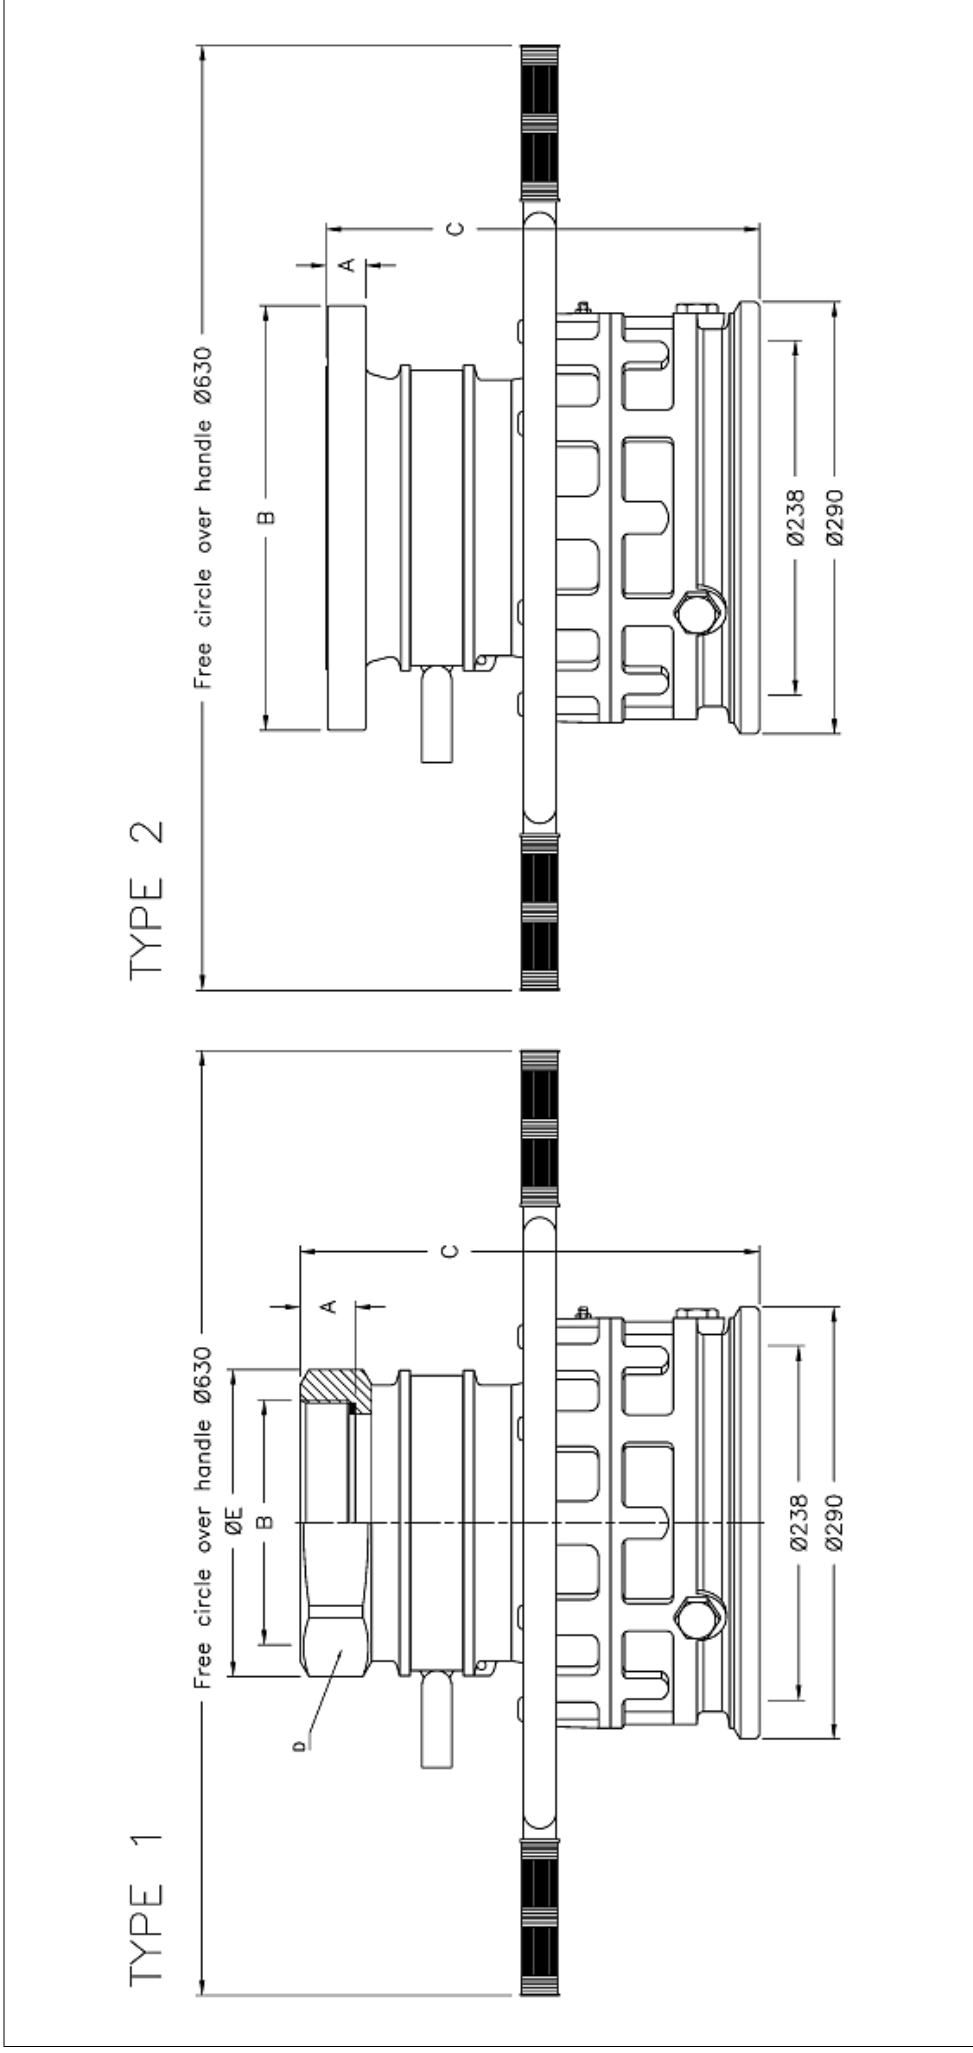 TYPE 1
Free circle over handle Ø630
ØE
B
A
C
D
Ø238
Ø290
TYPE 2
Free circle over handle Ø630
B
A
C
Ø238
Ø290